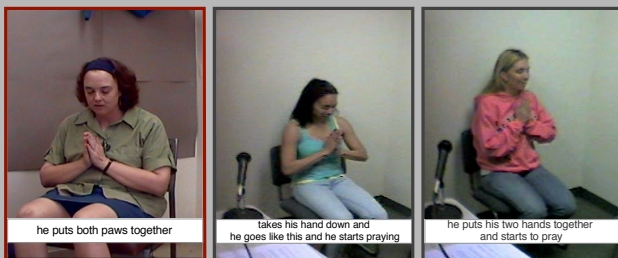 he puts both paws together
takes his hand down and
he goes like this and he starts praying
he puts his two hands together
and starts to pray